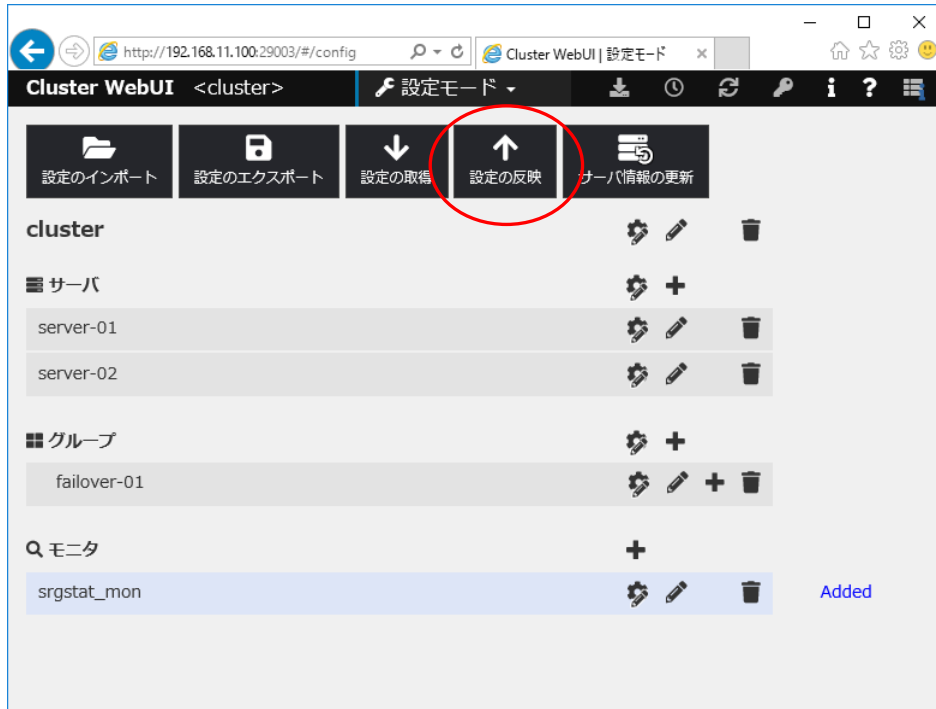 http://192.168.11.100:29003/#/config
Cluster WebUI | 設定モード
Cluster WebUI <cluster> 設定モード
設定のインポート 設定のエクスポート 設定の取得 設定の反映 サーバ情報の更新
cluster
サーバ
server-01
server-02
グループ
failover-01
モニタ
srgstat_mon Added